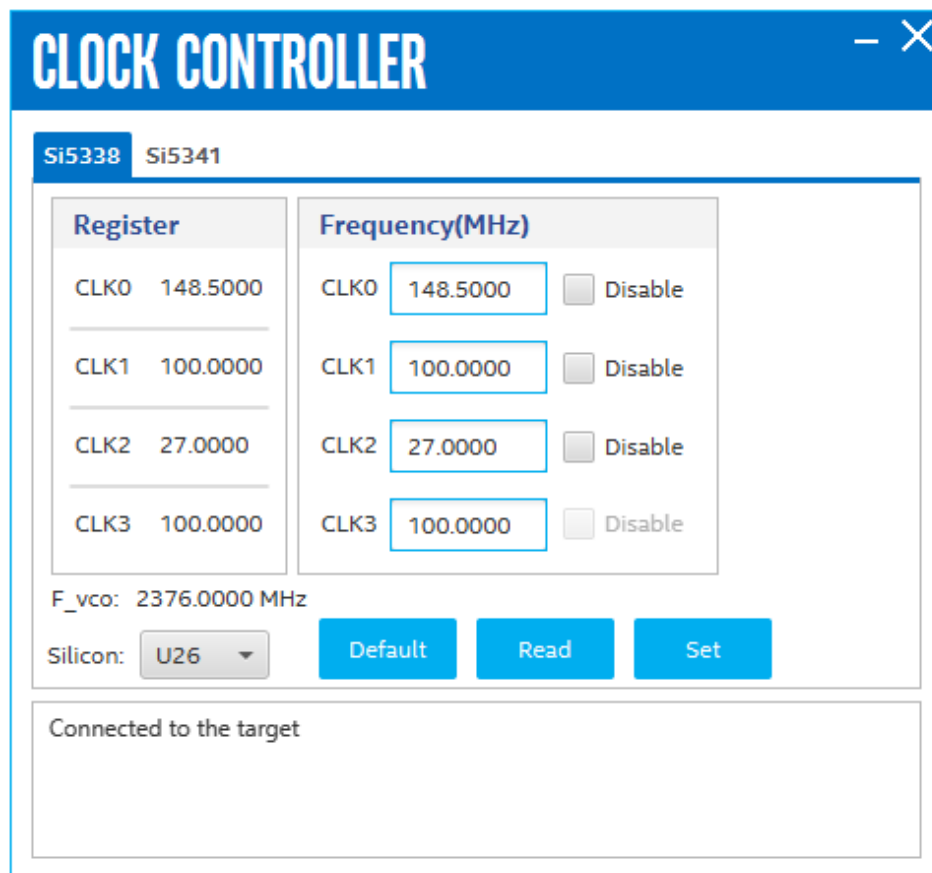 CLOCK CONTROLLER
Si5338 Si5341
Register Frequency(MHz)
CLK0 148.5000 CLK0 148.5000 Disable
CLK1 100.0000 CLK1 100.0000 Disable
CLK2 27.0000 CLK2 27.0000 Disable
CLK3 100.0000 CLK3 100.0000 Disable
F_vco: 2376.0000 MHz
Silicon: U26 Default Read Set
Connected to the target